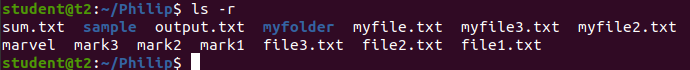 student@t2:~/Philip$ ls -r
sum.txt sample output.txt myfolder myfile.txt myfile3.txt myfile2.txt
marvel mark3 mark2 mark1 file3.txt file2.txt file1.txt
student@t2:~/Philip$